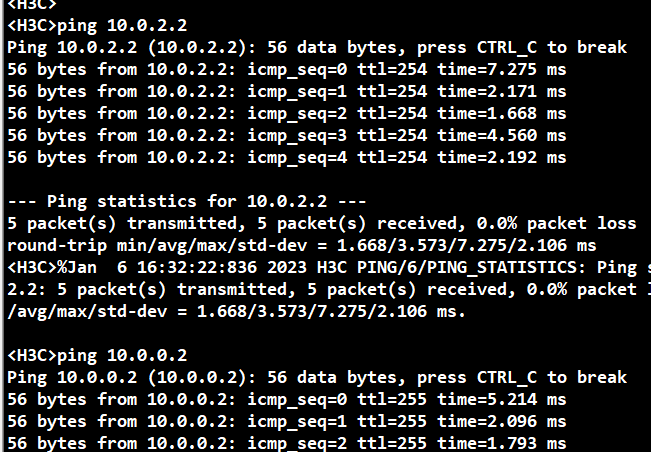 <H3C>
<H3C>ping 10.0.2.2
Ping 10.0.2.2 (10.0.2.2): 56 data bytes, press CTRL_C to break
56 bytes from 10.0.2.2: icmp_seq=0 ttl=254 time=7.275 ms
56 bytes from 10.0.2.2: icmp_seq=1 ttl=254 time=2.171 ms
56 bytes from 10.0.2.2: icmp_seq=2 ttl=254 time=1.668 ms
56 bytes from 10.0.2.2: icmp_seq=3 ttl=254 time=4.560 ms
56 bytes from 10.0.2.2: icmp_seq=4 ttl=254 time=2.192 ms

--- Ping statistics for 10.0.2.2 ---
5 packet(s) transmitted, 5 packet(s) received, 0.0% packet loss
round-trip min/avg/max/std-dev = 1.668/3.573/7.275/2.106 ms
<H3C>%Jan  6 16:32:22:836 2023 H3C PING/6/PING_STATISTICS: Ping s
2.2: 5 packet(s) transmitted, 5 packet(s) received, 0.0% packet l
/avg/max/std-dev = 1.668/3.573/7.275/2.106 ms.

<H3C>ping 10.0.0.2
Ping 10.0.0.2 (10.0.0.2): 56 data bytes, press CTRL_C to break
56 bytes from 10.0.0.2: icmp_seq=0 ttl=255 time=5.214 ms
56 bytes from 10.0.0.2: icmp_seq=1 ttl=255 time=2.096 ms
56 bytes from 10.0.0.2: icmp_seq=2 ttl=255 time=1.793 ms